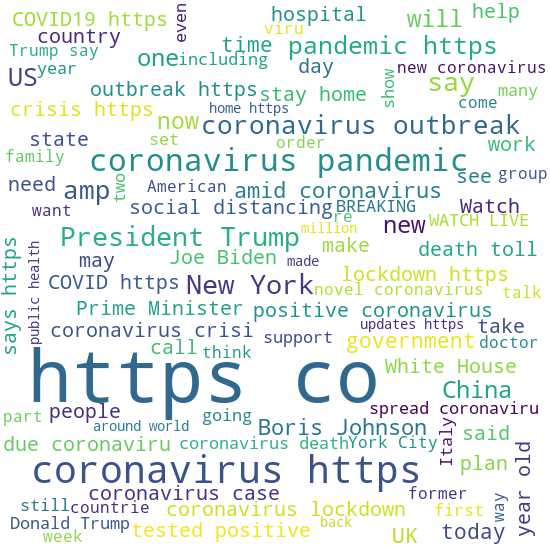 COVID19 https
even
hospital
will
help
country
viru
Trump say
one
including
time
pandemic https
US
year
day
new coronavirus
outbreak https
stay home
show
say
many
crisis https
now
home https
coronavirus outbreak
come
state
set
order
work
family
coronavirus pandemic
see
group
need
amp
two
American
amid coronavirus
want
social distancing
re
BREAKING
Watch
million
new
WATCH LIVE
President Trump
make
death toll
says https
public health
may
Joe Biden
made
talk
COVID https
New York
lockdown https
novel coronavirus
Prime Minister
positive coronavirus
coronavirus crisi
support
updates https
take
call
think
government
doctor
https co
White House
China
people
going
spread coronaviru
part
around world
Boris Johnson
Italy
said
due coronaviru
coronavirus death
York City
plan
year old
coronavirus https
coronavirus case
former
way
still
countrie
coronavirus lockdown
first
Donald Trump
tested positive
back
week
UK
today